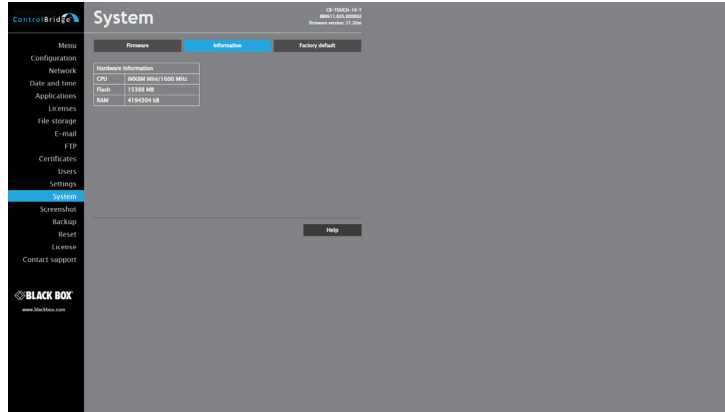 ControlBridge
System
CB-TOUCH-10-T
Firmware version: 21.22m
Menu
Configuration
Network
Date and time
Applications
Licenses
File storage
E-mail
FTP
Certificates
Users
Settings
System
Screenshot
Backup
Reset
License
Contact support
BLACK BOX®
www.blackbox.com
Firmware
Information
Factory default
Hardware Information
CPU IMX8M Mini/1600 MHz
Flash 15388 MB
RAM 4194304 kB
Help